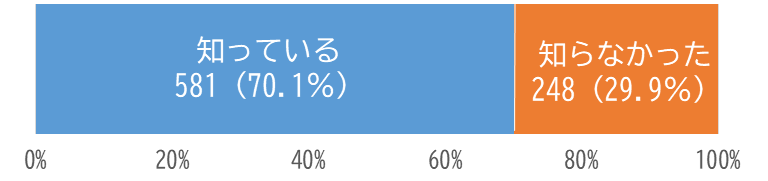 知っている
581（70.1％）
知らなかった
248（29.9％）
0% 20% 40% 60% 80% 100%